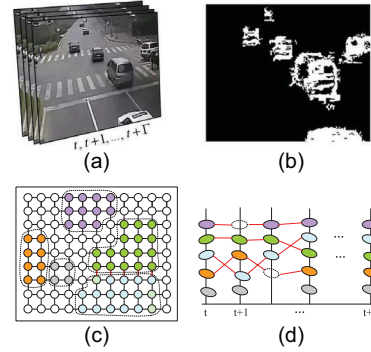 t, t+1, ..., t+Γ
(a)
(b)
(c)
... ...
... ...
t
t+1
...
t+
(d)